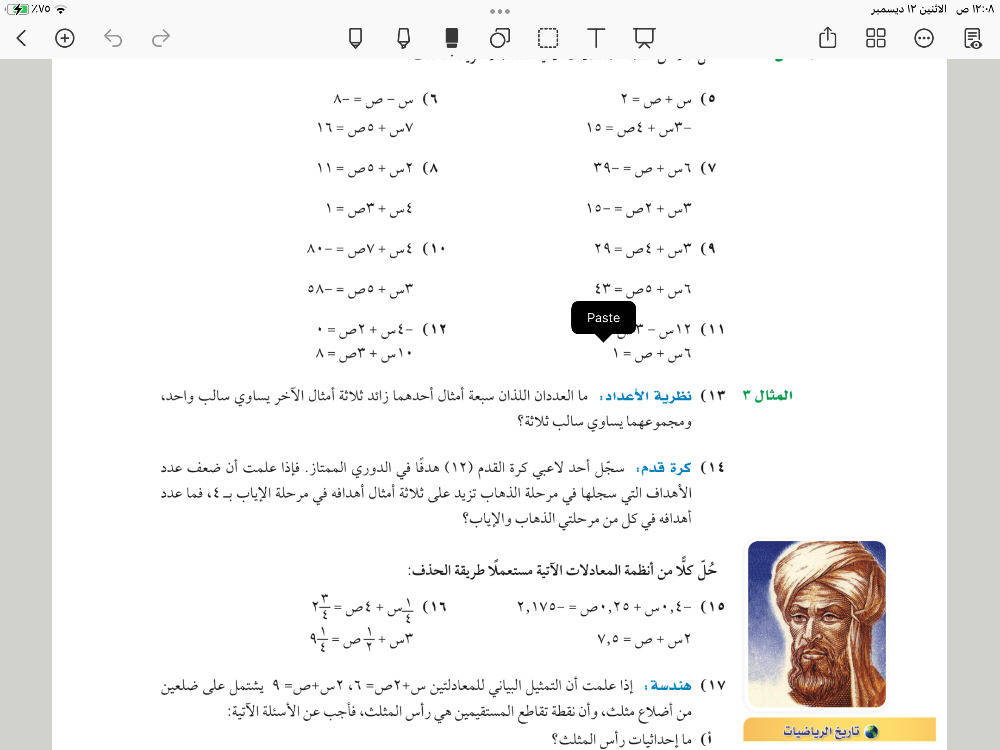 ١٢:٠٨ ص الاثنين ١٢ ديسمبر
٧٥٪
٥) س + ص = ٢
−٣س + ٤ص = ١٥
٦) س − ص = −٨
٧س + ٥ص = ١٦
٧) ٦س + ص = −٣٩
٣س + ٢ص = −١٥
٨) ٢س + ٥ص = ١١
٤س + ٣ص = ١
٩) ٣س + ٤ص = ٢٩
٦س + ٥ص = ٤٣
١٠) ٤س + ٧ص = −٨٠
٣س + ٥ص = −٥٨
١١) ١٢س − ٣
Paste
٦س + ص = ١
١٢) −٤س + ٢ص = ٠
١٠س + ٣ص = ٨
المثال ٣ ١٣) نظرية الأعداد: ما العددان اللذان سبعة أمثال أحدهما زائد ثلاثة أمثال الآخر يساوي سالب واحد،
ومجموعهما يساوي سالب ثلاثة؟
١٤) كرة قدم: سجّل أحد لاعبي كرة القدم (١٢) هدفًا في الدوري الممتاز. فإذا علمت أن ضعف عدد
الأهداف التي سجلها في مرحلة الذهاب تزيد على ثلاثة أمثال أهدافه في مرحلة الإياب بـ ٤، فما عدد
أهدافه في كل من مرحلتي الذهاب والإياب؟
حُلّ كلًّا من أنظمة المعادلات الآتية مستعملًا طريقة الحذف:
١٥) −٠,٤س + ٠,٢٥ص = −٢,١٧٥
٢س + ص = ٧,٥
١٦) ١/٤س + ٤ص = ٢ ٣/٤
٣س + ١/٢ص = ٩ ١/٤
١٧) هندسة: إذا علمت أن التمثيل البياني للمعادلتين س+٢ص= ٦، ٢س+ص= ٩ يشتمل على ضلعين
من أضلاع مثلث، وأن نقطة تقاطع المستقيمين هي رأس المثلث، فأجب عن الأسئلة الآتية:
أ) ما إحداثيات رأس المثلث؟
تاريخ الرياضيات